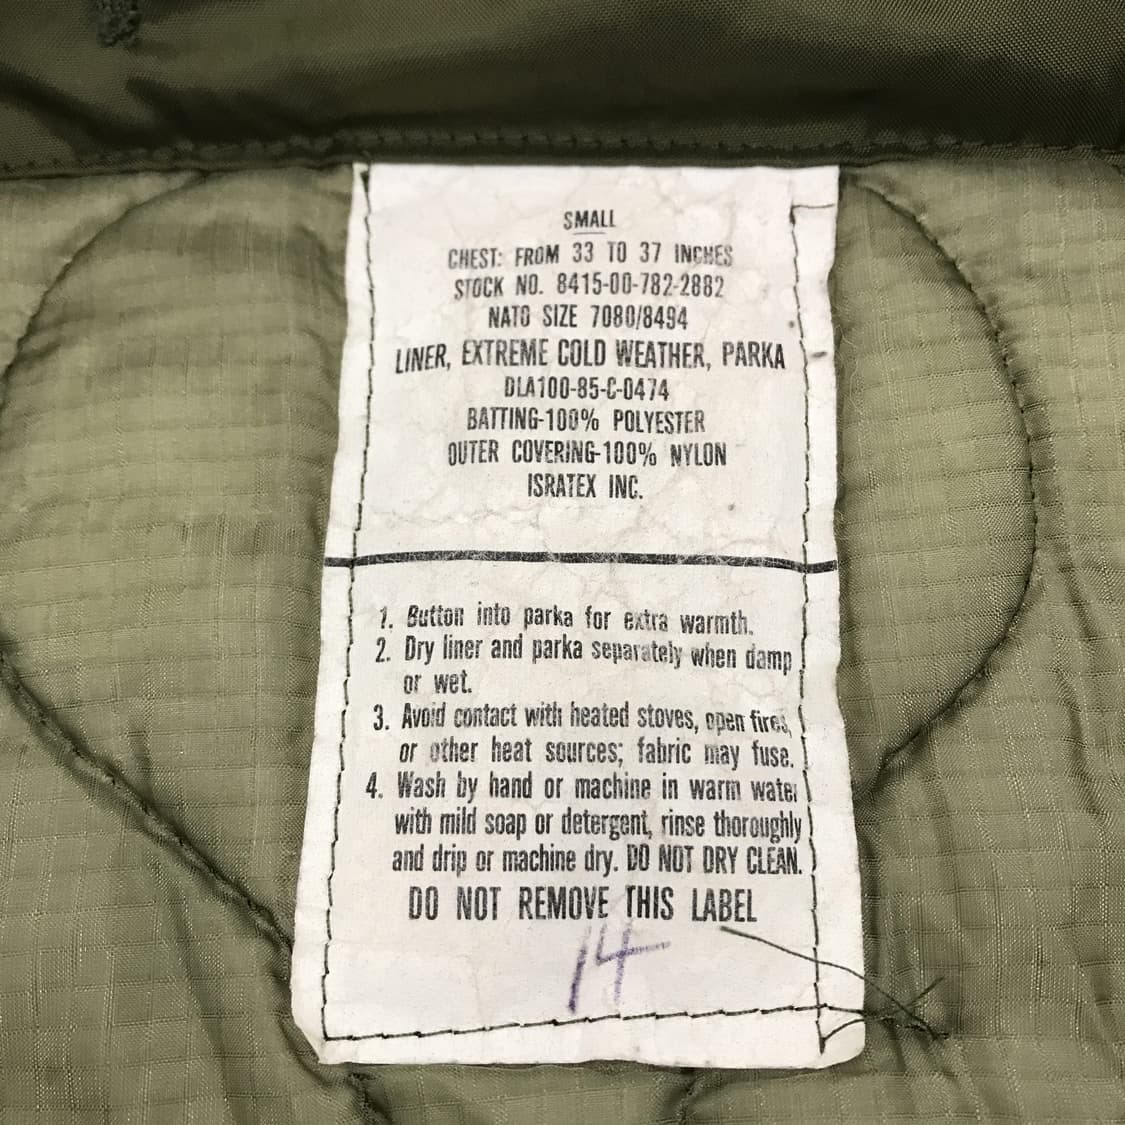 SMALL
CHEST: FROM 33 TO 37 INCHES
STOCK NO. 8415-00-782-2882
NATO SIZE 7080/8494
LINER, EXTREME COLD WEATHER, PARKA
DLA100-85-C-0474
BATTING-100% POLYESTER
OUTER COVERING-100% NYLON
ISRATEX INC.
1. Button into parka for extra warmth.
2. Dry liner and parka separately when damp
or wet.
3. Avoid contact with heated stoves, open fires,
or other heat sources; fabric may fuse.
4. Wash by hand or machine in warm water
with mild soap or detergent, rinse thoroughly
and drip or machine dry. DO NOT DRY CLEAN.
DO NOT REMOVE THIS LABEL
14